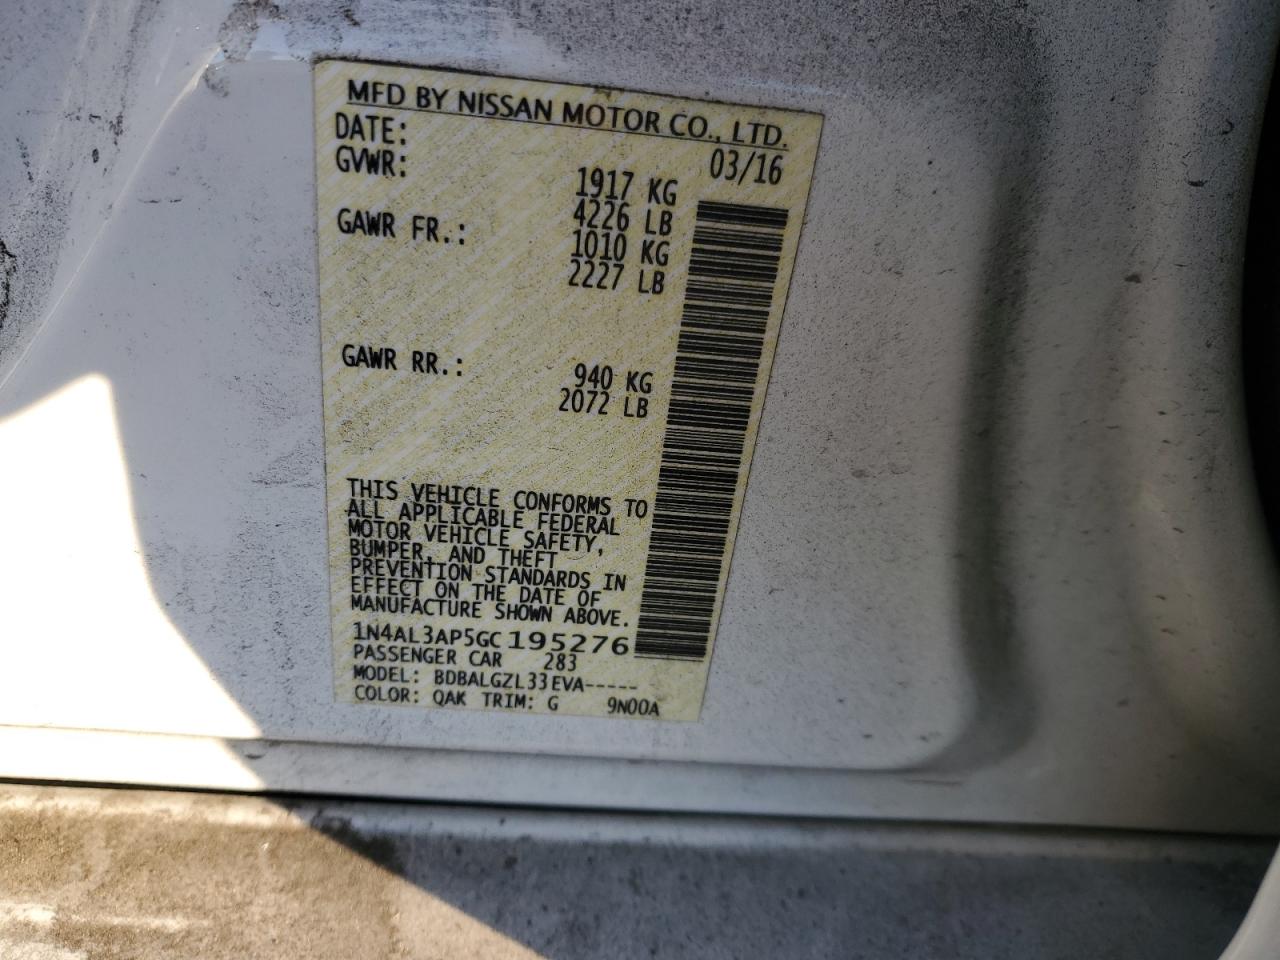 MFD BY NISSAN MOTOR CO., LTD.
DATE: 03/16
GVWR: 1917 KG
4226 LB
GAWR FR.: 1010 KG
2227 LB
GAWR RR.: 940 KG
2072 LB
THIS VEHICLE CONFORMS TO
ALL APPLICABLE FEDERAL
MOTOR VEHICLE SAFETY,
BUMPER, AND THEFT
PREVENTION STANDARDS IN
EFFECT ON THE DATE OF
MANUFACTURE SHOWN ABOVE.
1N4AL3AP5GC195276
PASSENGER CAR 283
MODEL: BDBALGZL33EVA-----
COLOR: QAK TRIM: G 9N00A